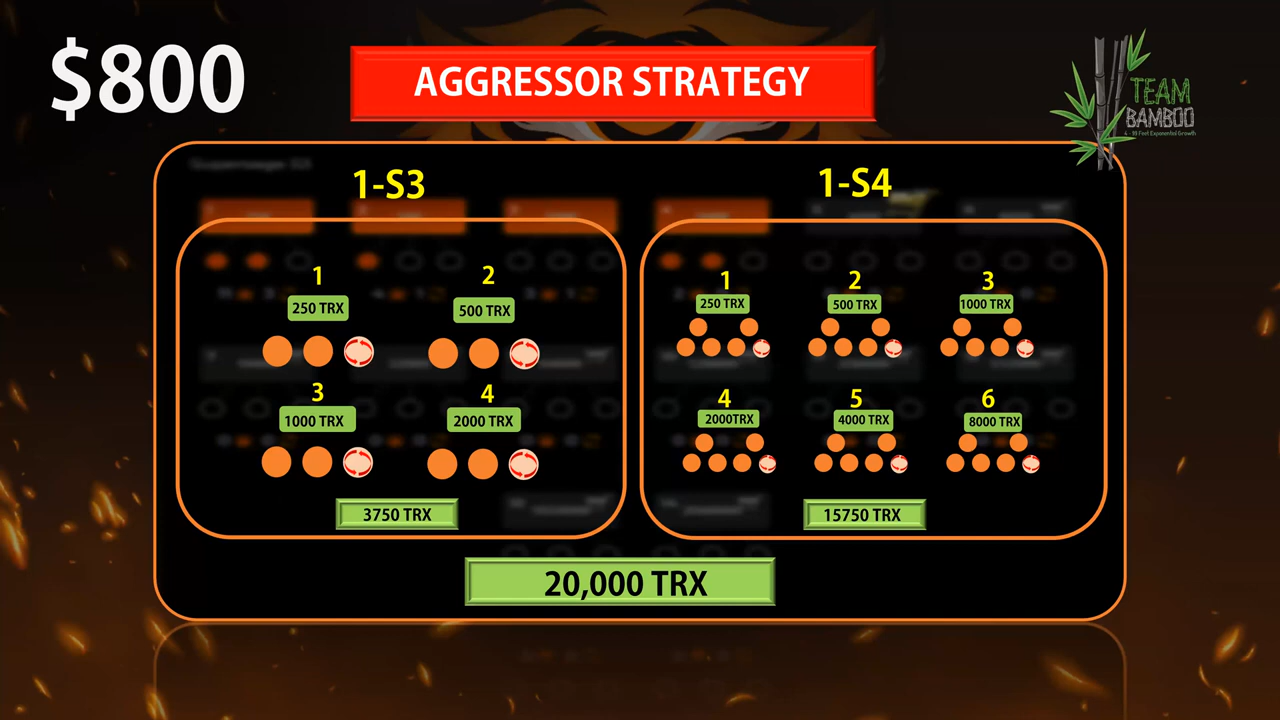 $800
AGGRESSOR STRATEGY
TEAM
BAMBOO
1-S3
1-S4
1
2
250 TRX
500 TRX
3
4
1000 TRX
2000 TRX
3750 TRX
1
2
3
250 TRX
500 TRX
1000 TRX
4
5
6
2000TRX
4000 TRX
8000 TRX
15750 TRX
20,000 TRX